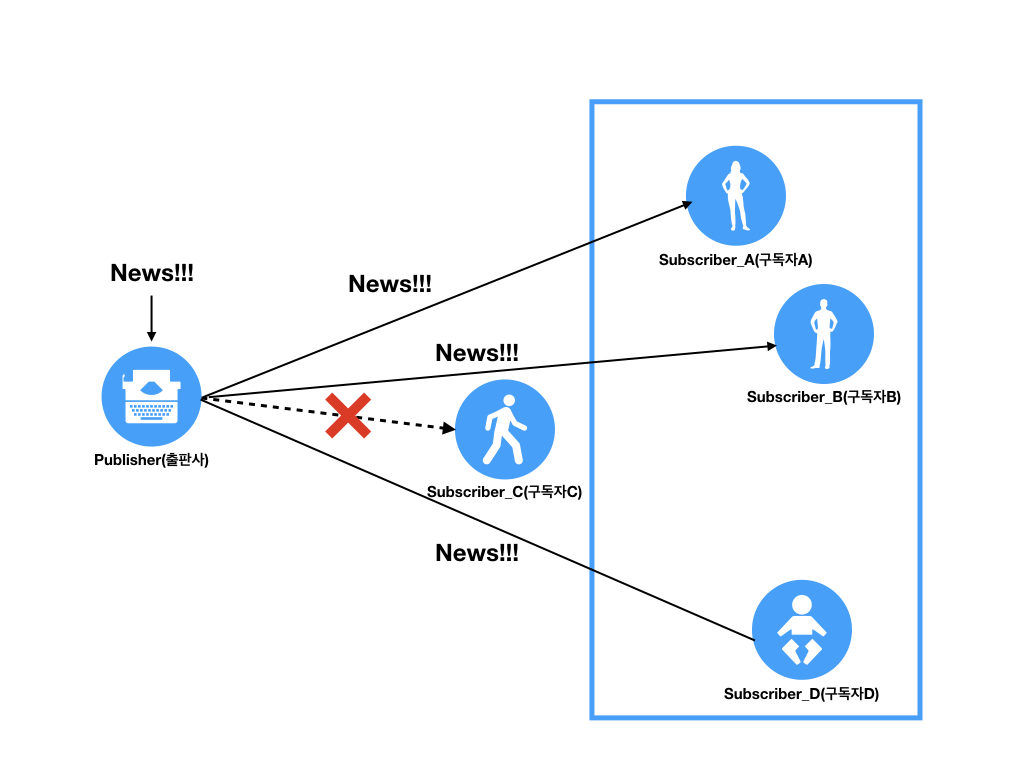 Subscriber_A(구독자A)
News!!!
News!!!
News!!!
Subscriber_B(구독자B)
Publisher(출판사)
Subscriber_C(구독자C)
News!!!
Subscriber_D(구독자D)